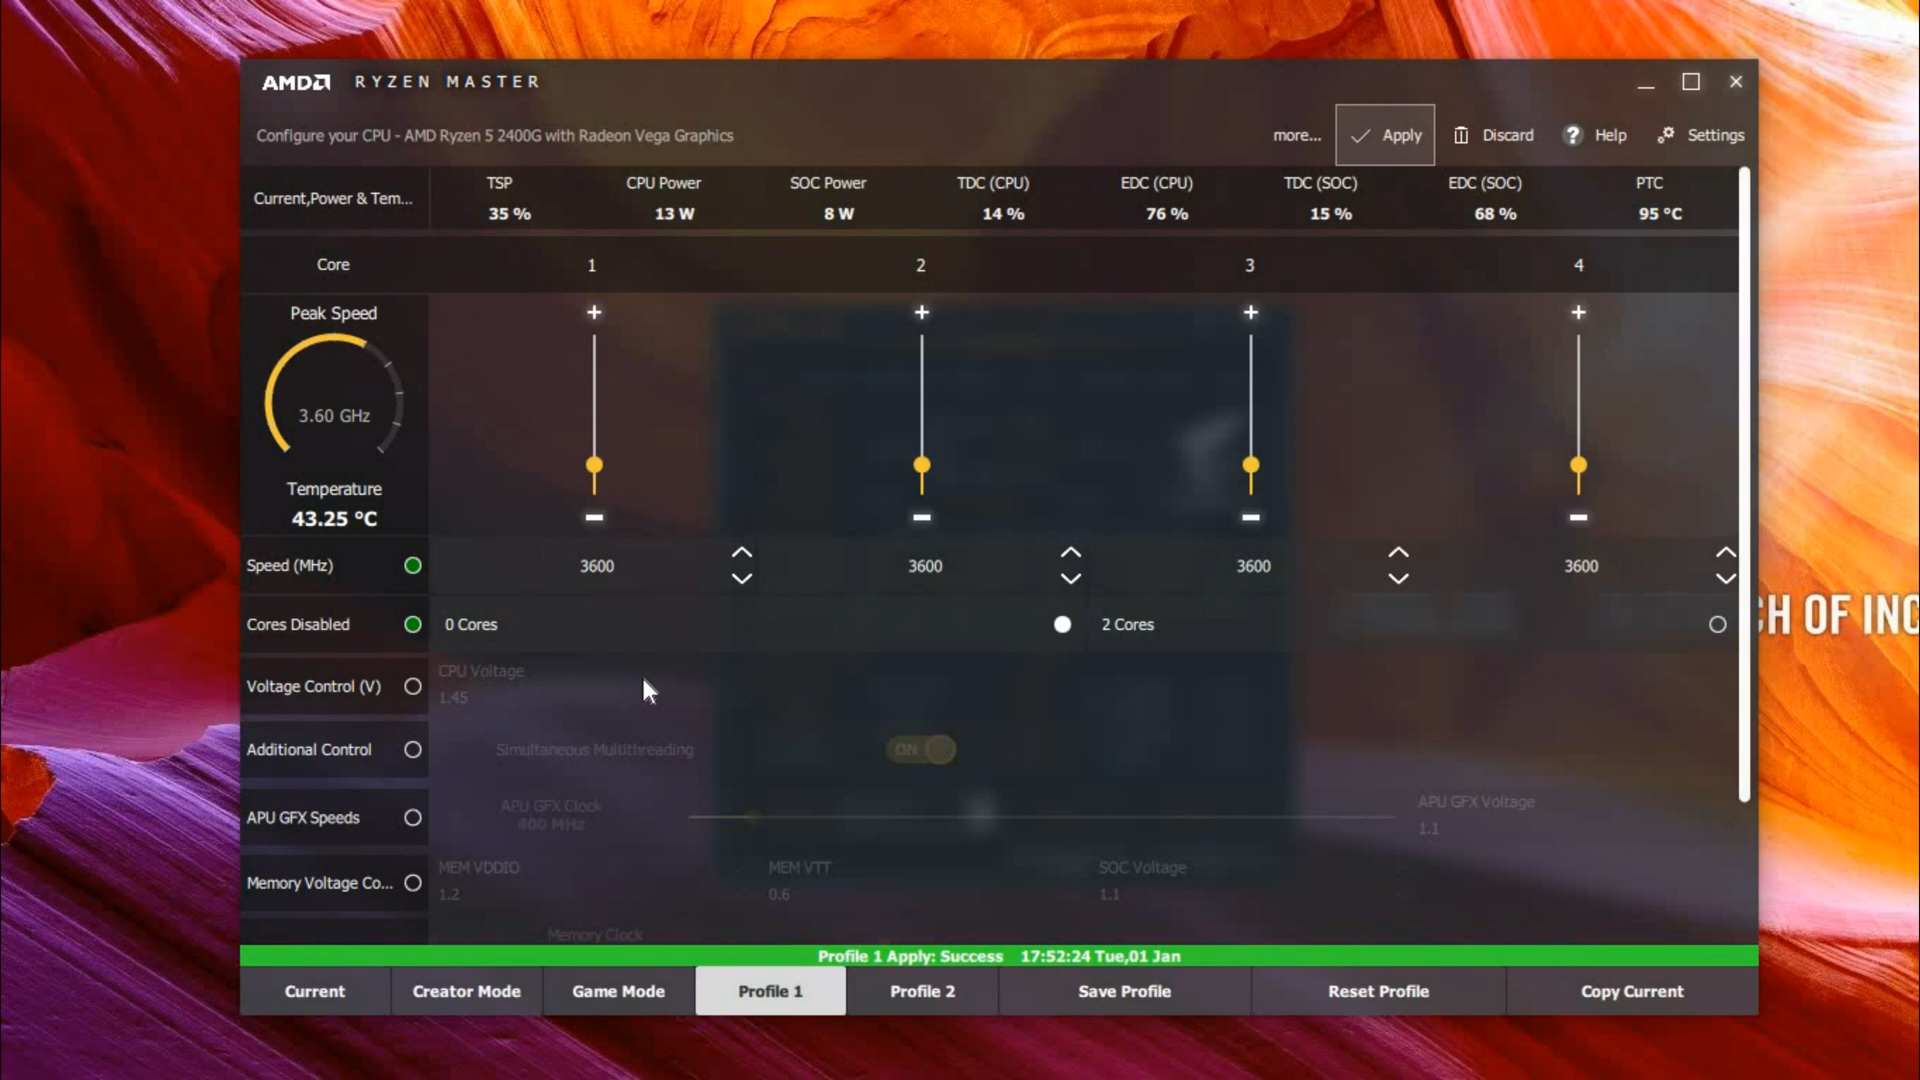 AMD RYZEN MASTER
Configure your CPU - AMD Ryzen 5 2400G with Radeon Vega Graphics
more... Apply Discard ? Help Settings
Current,Power & Tem...
TSP CPU Power SOC Power TDC (CPU) EDC (CPU) TDC (SOC) EDC (SOC) PTC
35 % 13 W 8 W 14 % 76 % 15 % 68 % 95 °C
Core 1 2 3 4
Peak Speed
3.60 GHz
Temperature
43.25 °C
Speed (MHz) 3600 3600 3600 3600
Cores Disabled 0 Cores 2 Cores
Voltage Control (V)
CPU Voltage
1.45
Additional Control Simultaneous Multithreading ON
APU GFX Speeds
APU GFX Clock
400 MHz
APU GFX Voltage
1.1
Memory Voltage Co...
MEM VDDIO MEM VTT SOC Voltage
1.2 0.6 1.1
Memory Clock
Profile 1 Apply: Success 17:52:24 Tue,01 Jan
Current Creator Mode Game Mode Profile 1 Profile 2 Save Profile Reset Profile Copy Current
H OF INC